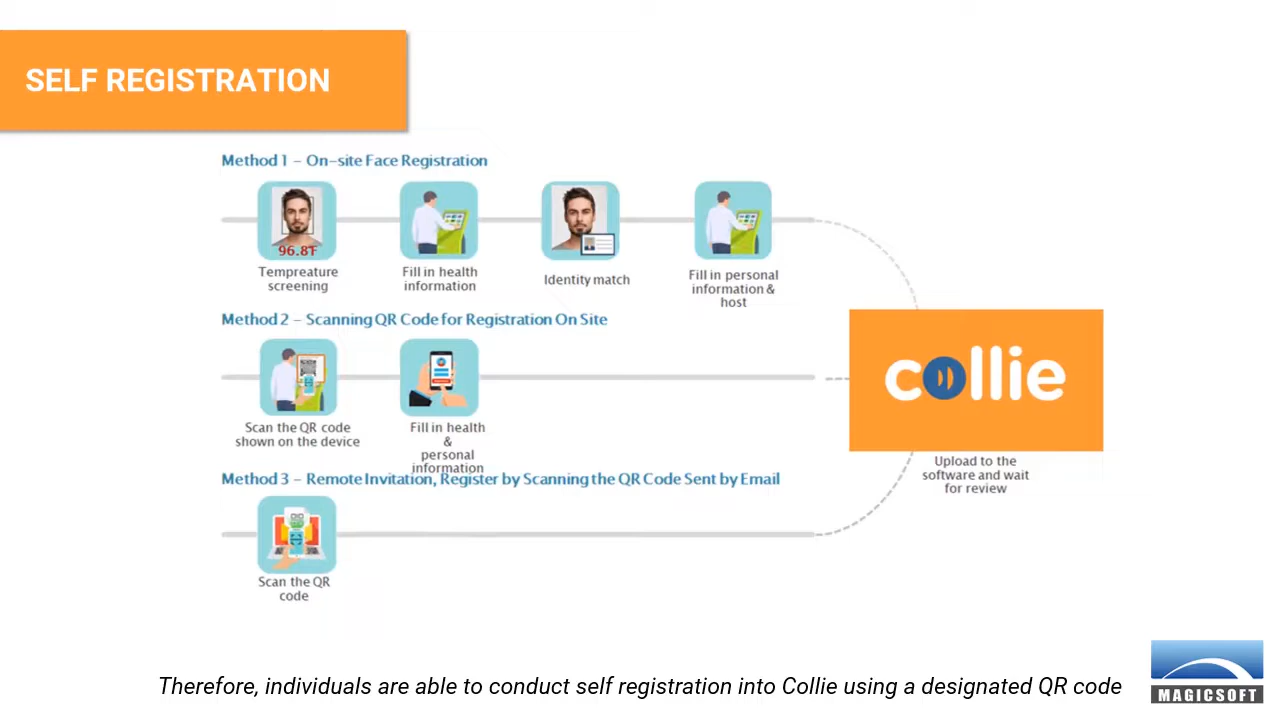 SELF REGISTRATION
Method 1 – On-site Face Registration
96.8F
Tempreature
screening
Fill in health
information
Identity match
Fill in personal
information &
host
Method 2 – Scanning QR Code for Registration On Site
Scan the QR code
shown on the device
Fill in health
&
personal
information
collie
Upload to the
software and wait
for review
Method 3 – Remote Invitation, Register by Scanning the QR Code Sent by Email
Scan the QR
code
Therefore, individuals are able to conduct self registration into Collie using a designated QR code
MAGICSOFT